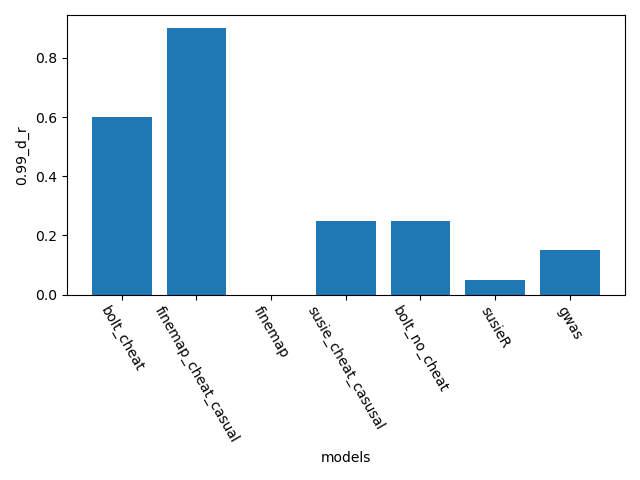 0.99_d_r
0.8
0.6
0.4
0.2
0.0
bolt_cheat
finemap_cheat_casual
finemap
susie_cheat_casusal
bolt_no_cheat
susieR
gwas
models